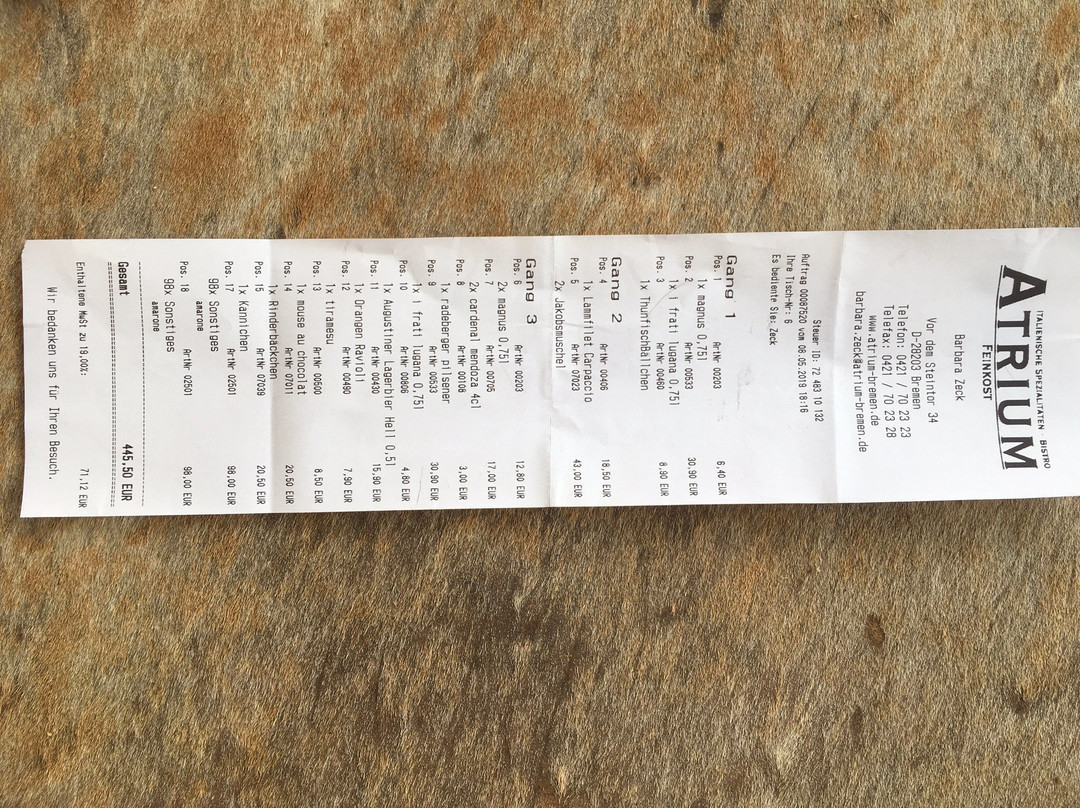 ITALIENISCHE SPEZIALITÄTEN · BISTRO
ATRIUM
FEINKOST
Barbara Zeck
Vor dem Steintor 34
D-28203 Bremen
Telefon: 0421 / 70 23 23
Telefax: 0421 / 70 23 28
www.atrium-bremen.de
barbara.zeck@atrium-bremen.de
Steuer ID: 72 483 10 132
Auftrag 00087520 vom 06.05.2019 18:16
Ihre Tisch-Nr: 6
Es bediente Sie: Zeck
Gang 1
Pos. 1 ArtNr 00203 6,40 EUR
1x magnus 0,75l
Pos. 2 ArtNr 00533 30,90 EUR
1x i frati lugana 0,75l
Pos. 3 ArtNr 00460 8,90 EUR
1x Thunfischbällchen
Gang 2
Pos. 4 ArtNr 00406 18,50 EUR
1x Lammfilet Carpaccio
Pos. 5 ArtNr 07023 43,00 EUR
2x Jakobsmuschel
Gang 3
Pos. 6 ArtNr 00203 12,80 EUR
2x magnus 0,75l
Pos. 7 ArtNr 00705 17,00 EUR
2x cardenal mendoza 4cl
Pos. 8 ArtNr 00108 3,00 EUR
1x radeberger pilsener
Pos. 9 ArtNr 00533 30,90 EUR
1x i frati lugana 0,75l
Pos. 10 ArtNr 00806 4,80 EUR
1x Augustiner Lagerbier Hell 0.5l
Pos. 11 ArtNr 00430 15,90 EUR
1x Orangen Ravioli
Pos. 12 ArtNr 00490 7,90 EUR
1x tiramesu
Pos. 13 ArtNr 00500 8,50 EUR
1x mouse au chocolat
Pos. 14 ArtNr 07011 20,50 EUR
1x Rinderbäckchen
Pos. 15 ArtNr 07039 20,50 EUR
1x Kaninchen
Pos. 17 ArtNr 02501 98,00 EUR
98x Sonstiges
amarone
Pos. 18 ArtNr 02501 98,00 EUR
98x Sonstiges
amarone
Gesamt 445,50 EUR
Enthaltene MwSt zu 19,00%: 71,12 EUR
Wir bedanken uns für Ihren Besuch.